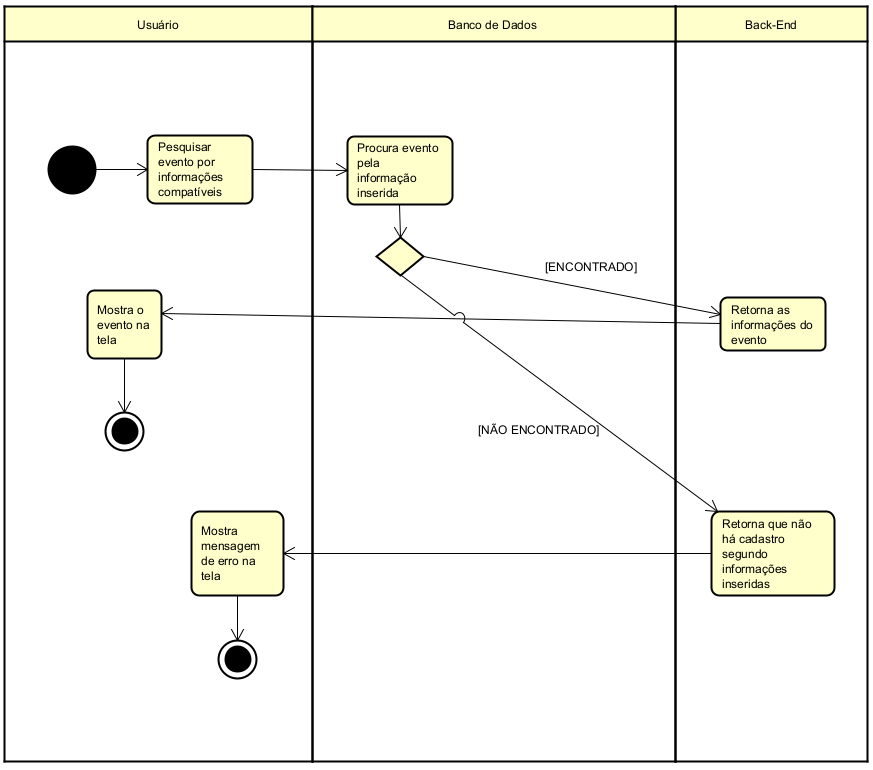 Usuário
Banco de Dados
Back-End
Pesquisar
evento por
informações
compatíveis
Procura evento
pela
informação
inserida
[ENCONTRADO]
Mostra o
evento na
tela
Retorna as
informações do
evento
[NÃO ENCONTRADO]
Mostra
mensagem
de erro na
tela
Retorna que não
há cadastro
segundo
informações
inseridas